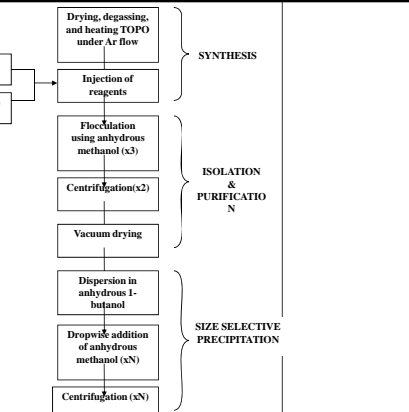 Drying, degassing,
and heating TOPO
under Ar flow
SYNTHESIS
Injection of
reagents
Flocculation
using anhydrous
methanol (x3)
ISOLATION
&
PURIFICATIO
N
Centrifugation(x2)
Vacuum drying
Dispersion in
anhydrous 1-
butanol
SIZE SELECTIVE
PRECIPITATION
Dropwise addition
of anhydrous
methanol (xN)
Centrifugation (xN)